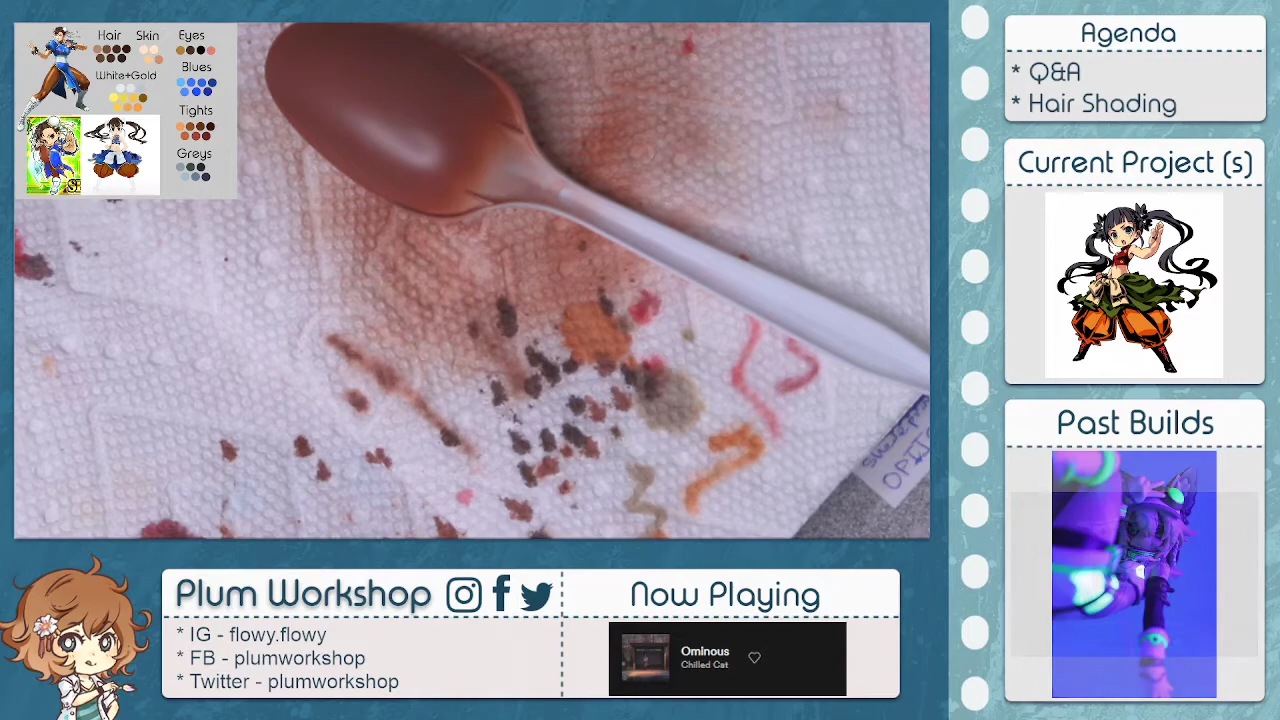 Hair Skin Eyes
White+Gold
Blues
Tights
Greys
OPTI
Agenda
* Q&A
* Hair Shading
Current Project (s)
Past Builds
Plum Workshop
* IG - flowy.flowy
* FB - plumworkshop
* Twitter - plumworkshop
Now Playing
Ominous
Chilled Cat